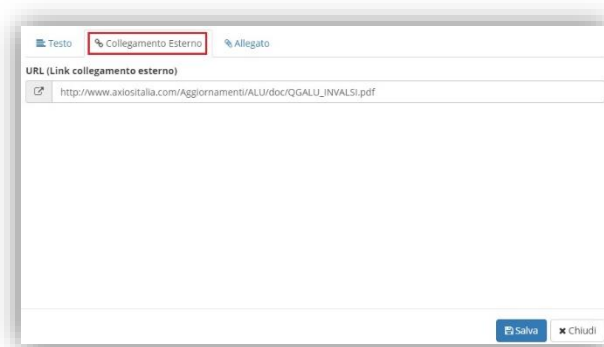 Testo Collegamento Esterno Allegato
URL (Link collegamento esterno)
http://www.axiositalia.com/Aggiornamenti/ALU/doc/QGALU_INVALSI.pdf
Salva Chiudi